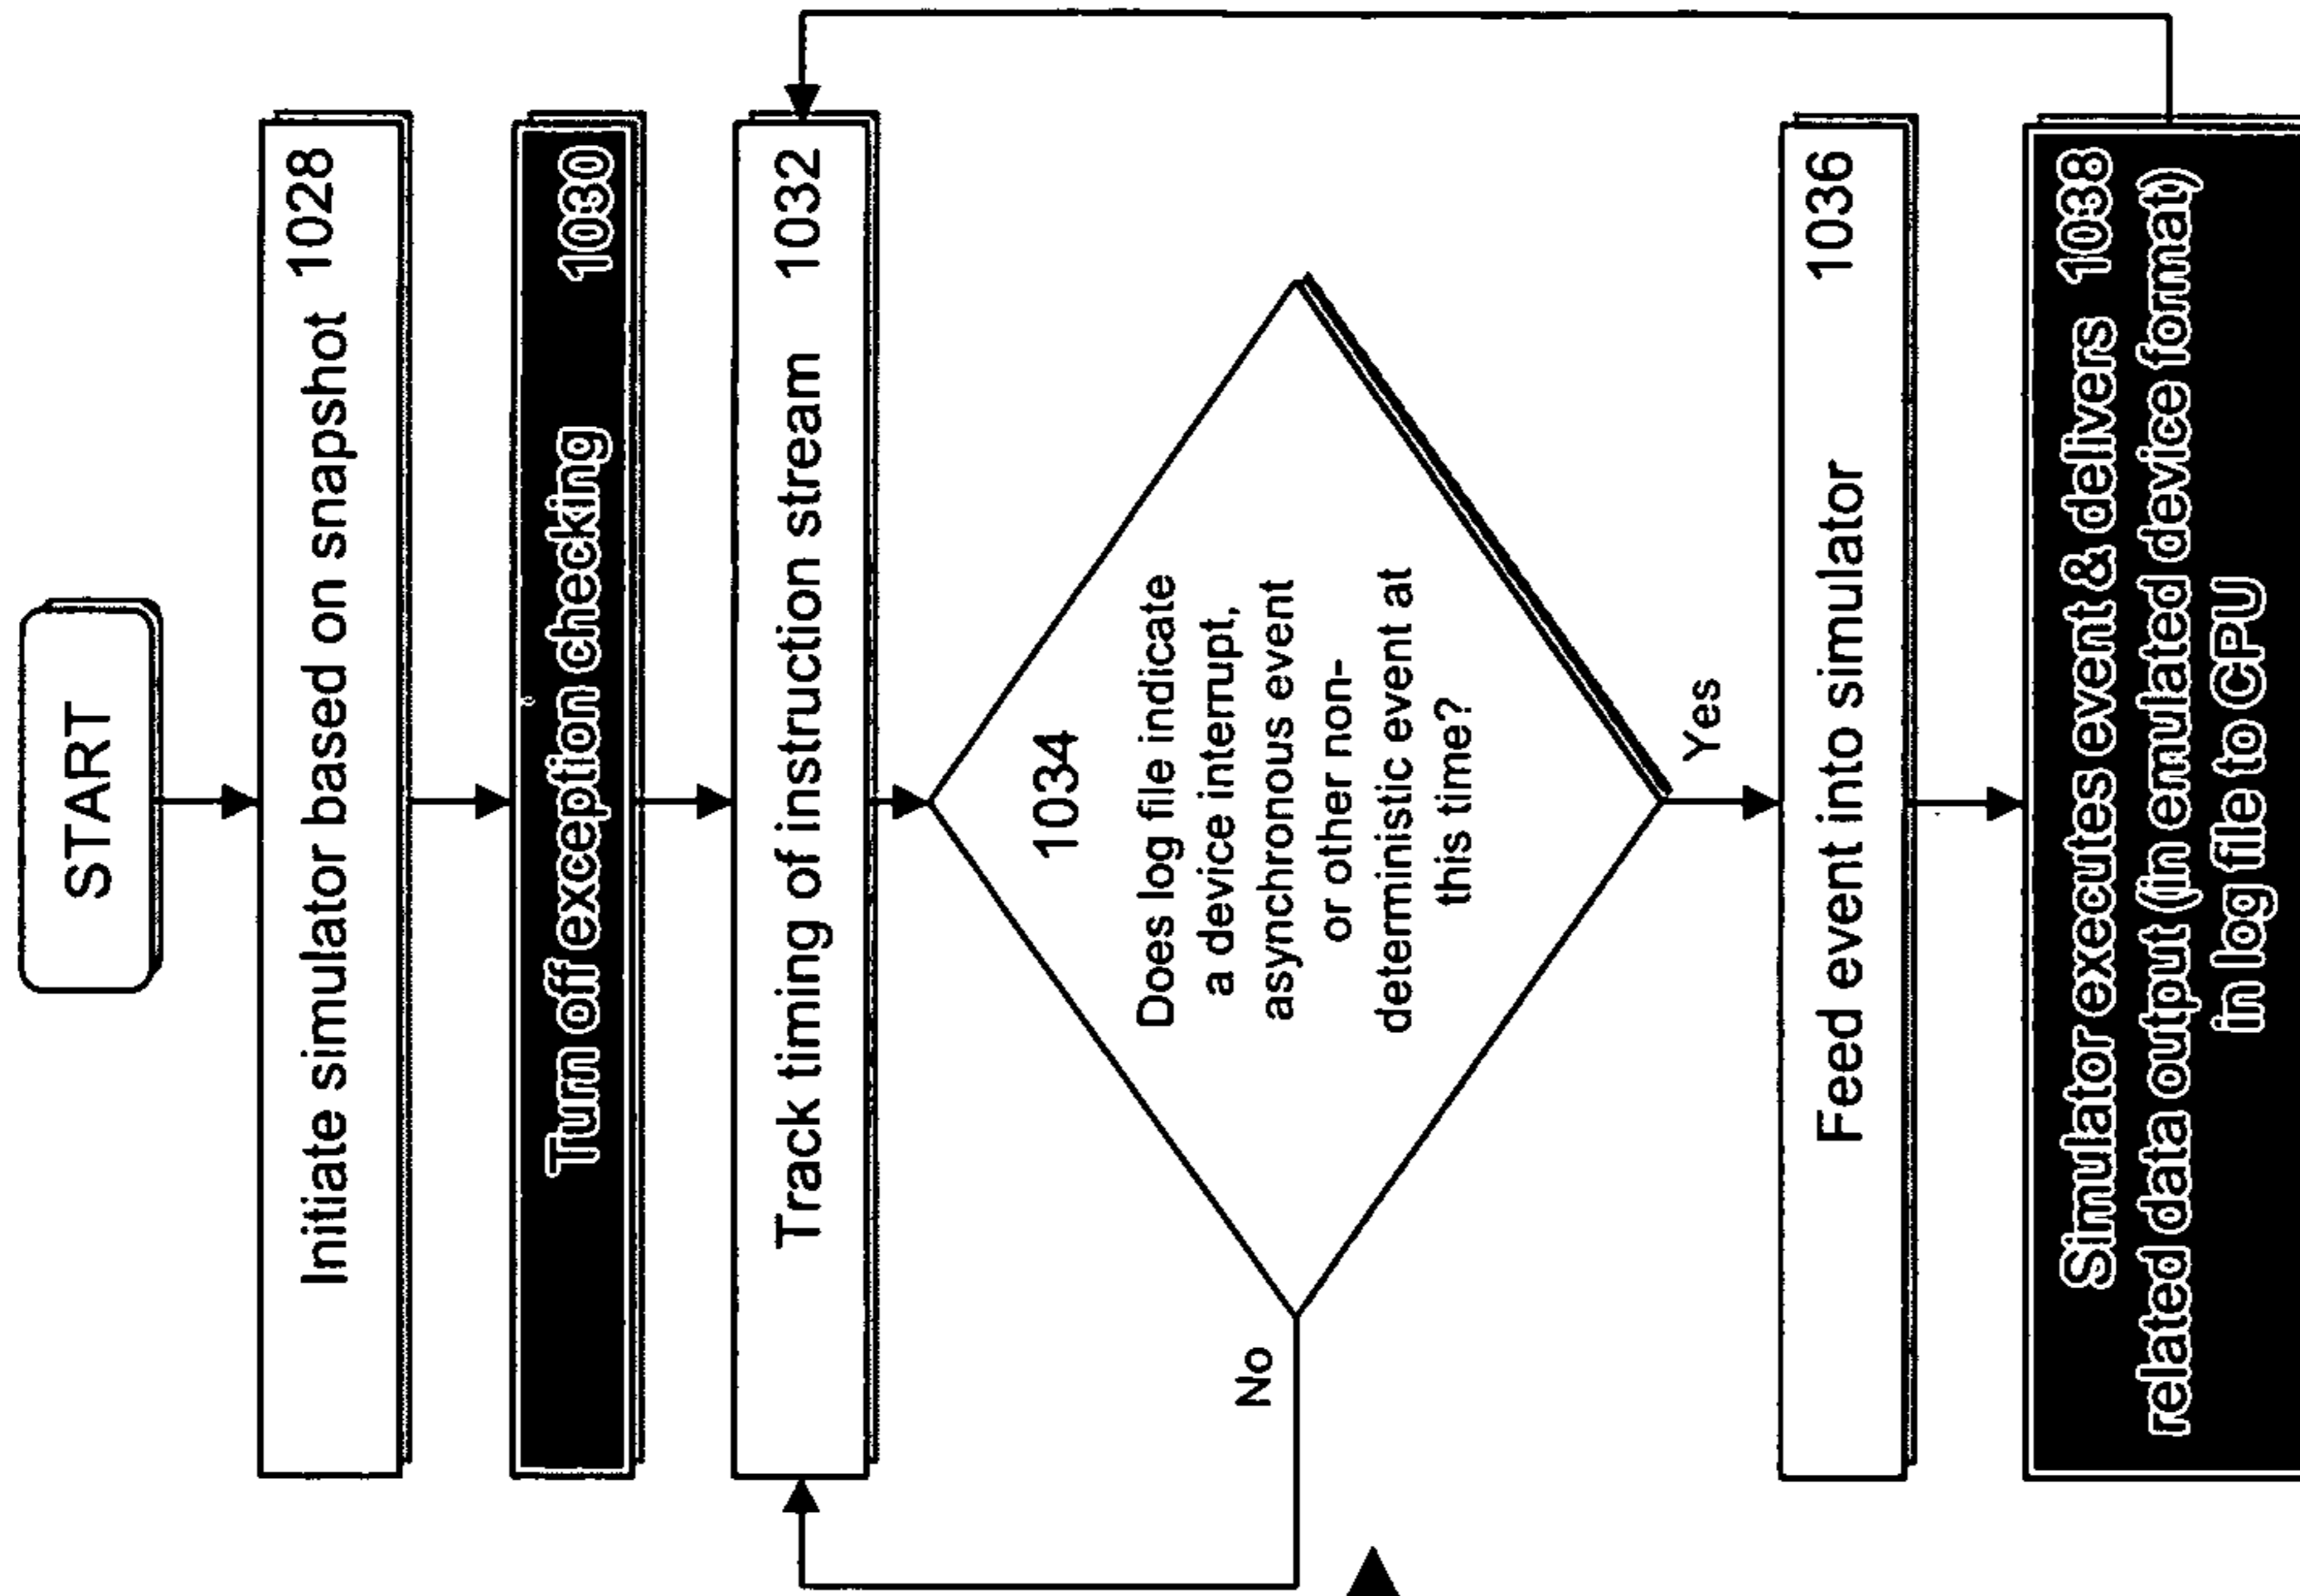 START
Initiate simulator based on snapshot 1028
Turn off exception checking 1030
Track timing of instruction stream 1032
1034
Does log file indicate
a device interrupt,
asynchronous event
or other non-
deterministic event at
this time?
No
Yes
Feed event into simulator 1036
Simulator executes event & delivers 1038
related data output (in emulated device format)
in log file to CPU